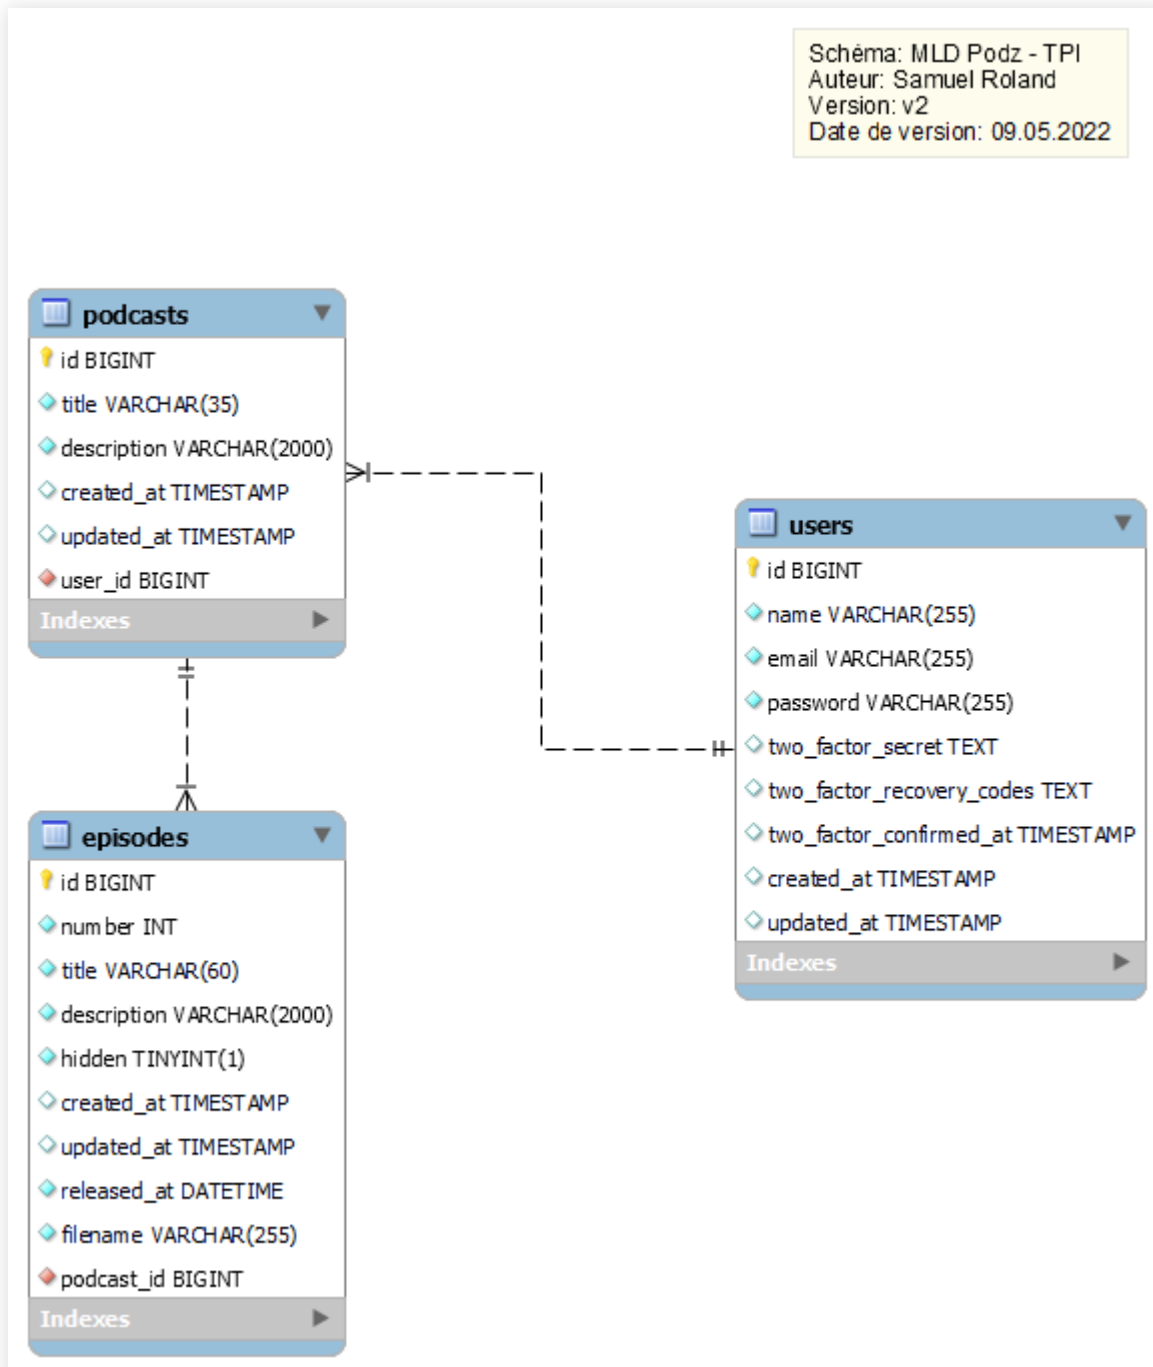 Schéma: MLD Podz - TPI
Auteur: Samuel Roland
Version: v2
Date de version: 09.05.2022
podcasts
id BIGINT
title VARCHAR(35)
description VARCHAR(2000)
created_at TIMESTAMP
updated_at TIMESTAMP
user_id BIGINT
Indexes
users
id BIGINT
name VARCHAR(255)
email VARCHAR(255)
password VARCHAR(255)
two_factor_secret TEXT
two_factor_recovery_codes TEXT
two_factor_confirmed_at TIMESTAMP
created_at TIMESTAMP
updated_at TIMESTAMP
Indexes
episodes
id BIGINT
number INT
title VARCHAR(60)
description VARCHAR(2000)
hidden TINYINT(1)
created_at TIMESTAMP
updated_at TIMESTAMP
released_at DATETIME
filename VARCHAR(255)
podcast_id BIGINT
Indexes